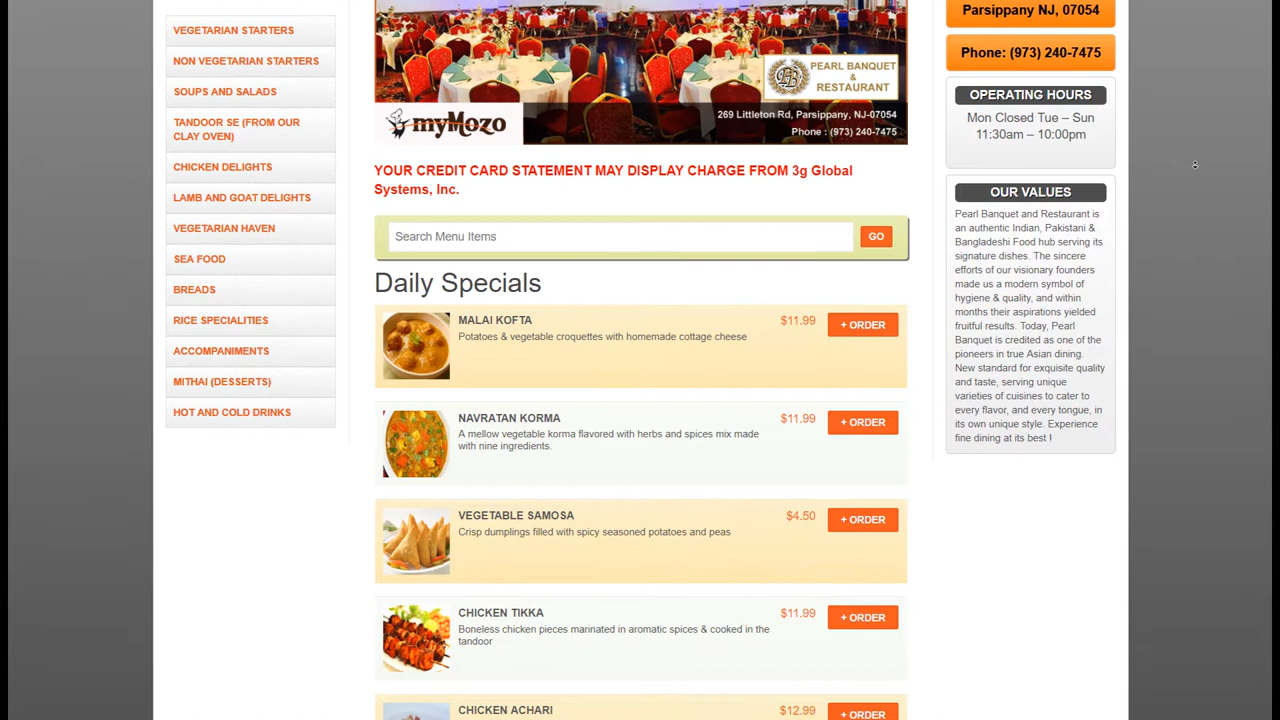 VEGETARIAN STARTERS
NON VEGETARIAN STARTERS
SOUPS AND SALADS
TANDOOR SE (FROM OUR
CLAY OVEN)
CHICKEN DELIGHTS
LAMB AND GOAT DELIGHTS
VEGETARIAN HAVEN
SEA FOOD
BREADS
RICE SPECIALITIES
ACCOMPANIMENTS
MITHAI (DESSERTS)
HOT AND COLD DRINKS
PEARL BANQUET
&
RESTAURANT
myMozo
269 Littleton Rd, Parsippany, NJ-07054
Phone : (973) 240-7475
YOUR CREDIT CARD STATEMENT MAY DISPLAY CHARGE FROM 3g Global
Systems, Inc.
Search Menu Items GO
Daily Specials
MALAI KOFTA $11.99 + ORDER
Potatoes & vegetable croquettes with homemade cottage cheese
NAVRATAN KORMA $11.99 + ORDER
A mellow vegetable korma flavored with herbs and spices mix made
with nine ingredients.
VEGETABLE SAMOSA $4.50 + ORDER
Crisp dumplings filled with spicy seasoned potatoes and peas
CHICKEN TIKKA $11.99 + ORDER
Boneless chicken pieces marinated in aromatic spices & cooked in the
tandoor
CHICKEN ACHARI $12.99 + ORDER
Parsippany NJ, 07054
Phone: (973) 240-7475
OPERATING HOURS
Mon Closed Tue – Sun
11:30am – 10:00pm
OUR VALUES
Pearl Banquet and Restaurant is
an authentic Indian, Pakistani &
Bangladeshi Food hub serving its
signature dishes. The sincere
efforts of our visionary founders
made us a modern symbol of
hygiene & quality, and within
months their aspirations yielded
fruitful results. Today, Pearl
Banquet is credited as one of the
pioneers in true Asian dining.
New standard for exquisite quality
and taste, serving unique
varieties of cuisines to cater to
every flavor, and every tongue, in
its own unique style. Experience
fine dining at its best !